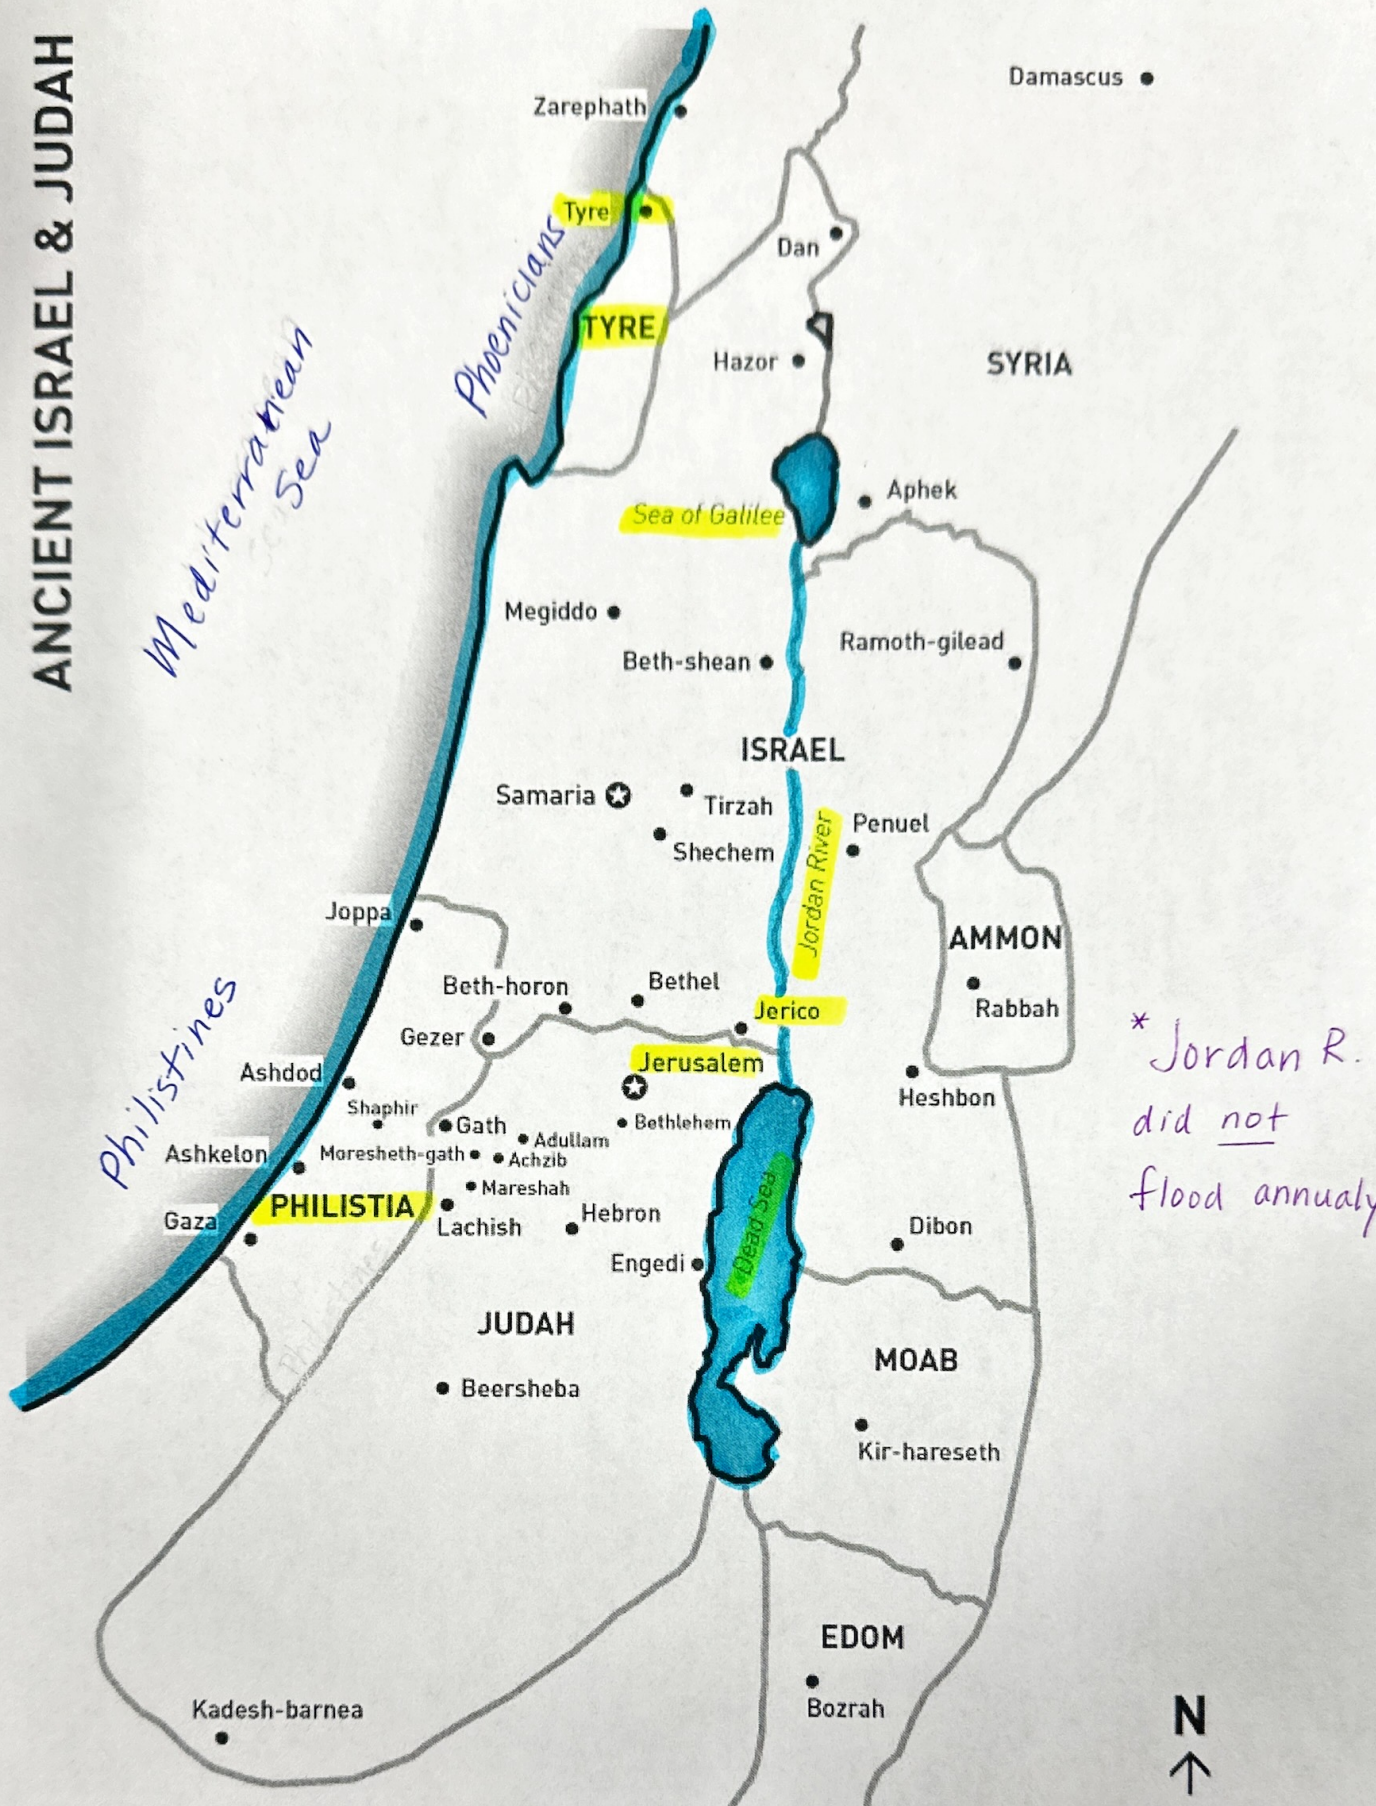 ANCIENT ISRAEL & JUDAH
Damascus
Zarephath
Tyre
Phoenicians
Dan
TYRE
Hazor
SYRIA
Mediterranean
Sea
Aphek
Sea of Galilee
Megiddo
Ramoth-gilead
Beth-shean
ISRAEL
Samaria
Tirzah
Penuel
Shechem
Jordan River
Joppa
AMMON
Bethel
Beth-horon
Rabbah
Jerico
Gezer
* Jordan R.
did not
flood annualy
Jerusalem
Ashdod
Heshbon
Philistines
Shaphir
Gath
Bethlehem
Adullam
Ashkelon
Moresheth-gath
Achzib
Mareshah
PHILISTIA
Gaza
Hebron
Lachish
Dibon
Dead Sea
Engedi
Philistines
JUDAH
MOAB
Beersheba
Kir-hareseth
EDOM
Bozrah
Kadesh-barnea
N